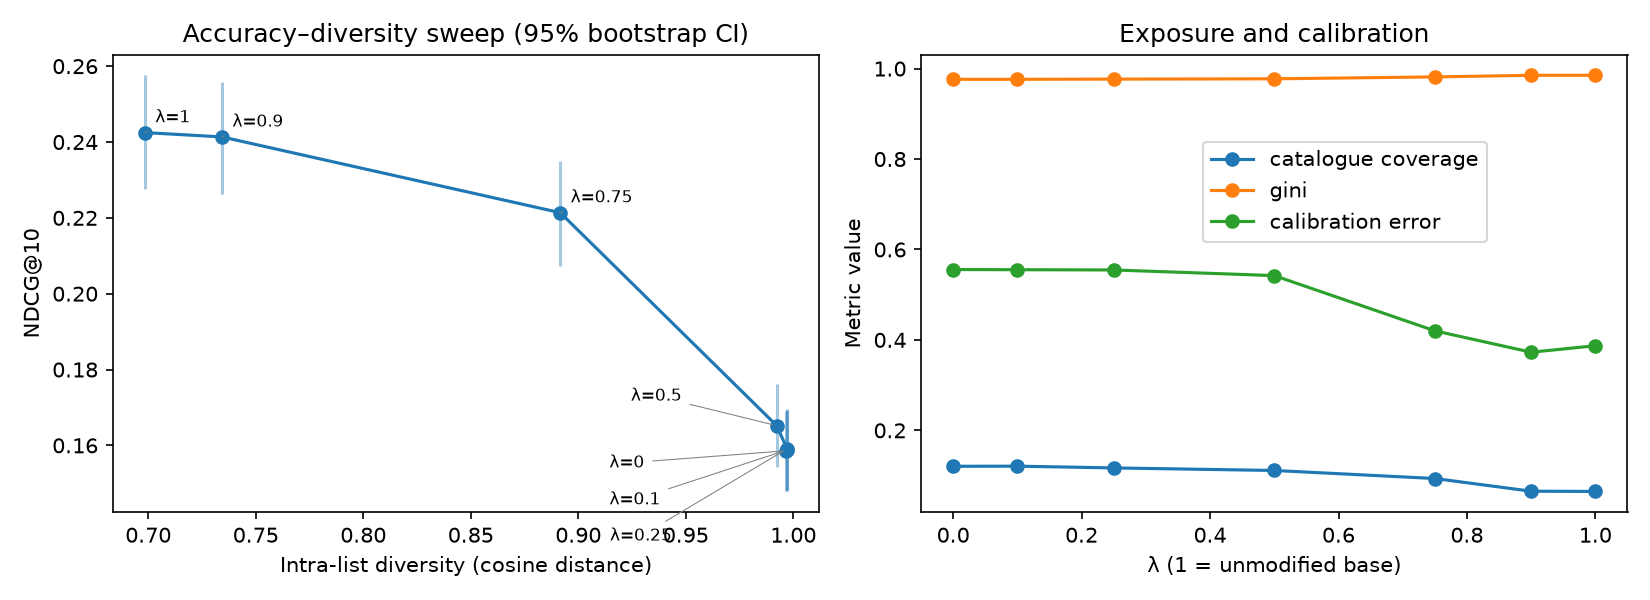 Accuracy–diversity sweep (95% bootstrap CI)
NDCG@10
0.26
0.24
0.22
0.20
0.18
0.16
λ=1
λ=0.9
λ=0.75
λ=0.5
λ=0
λ=0.1
λ=0.25
0.70 0.75 0.80 0.85 0.90 0.95 1.00
Intra-list diversity (cosine distance)
Exposure and calibration
Metric value
1.0
0.8
0.6
0.4
0.2
catalogue coverage
gini
calibration error
0.0 0.2 0.4 0.6 0.8 1.0
λ (1 = unmodified base)